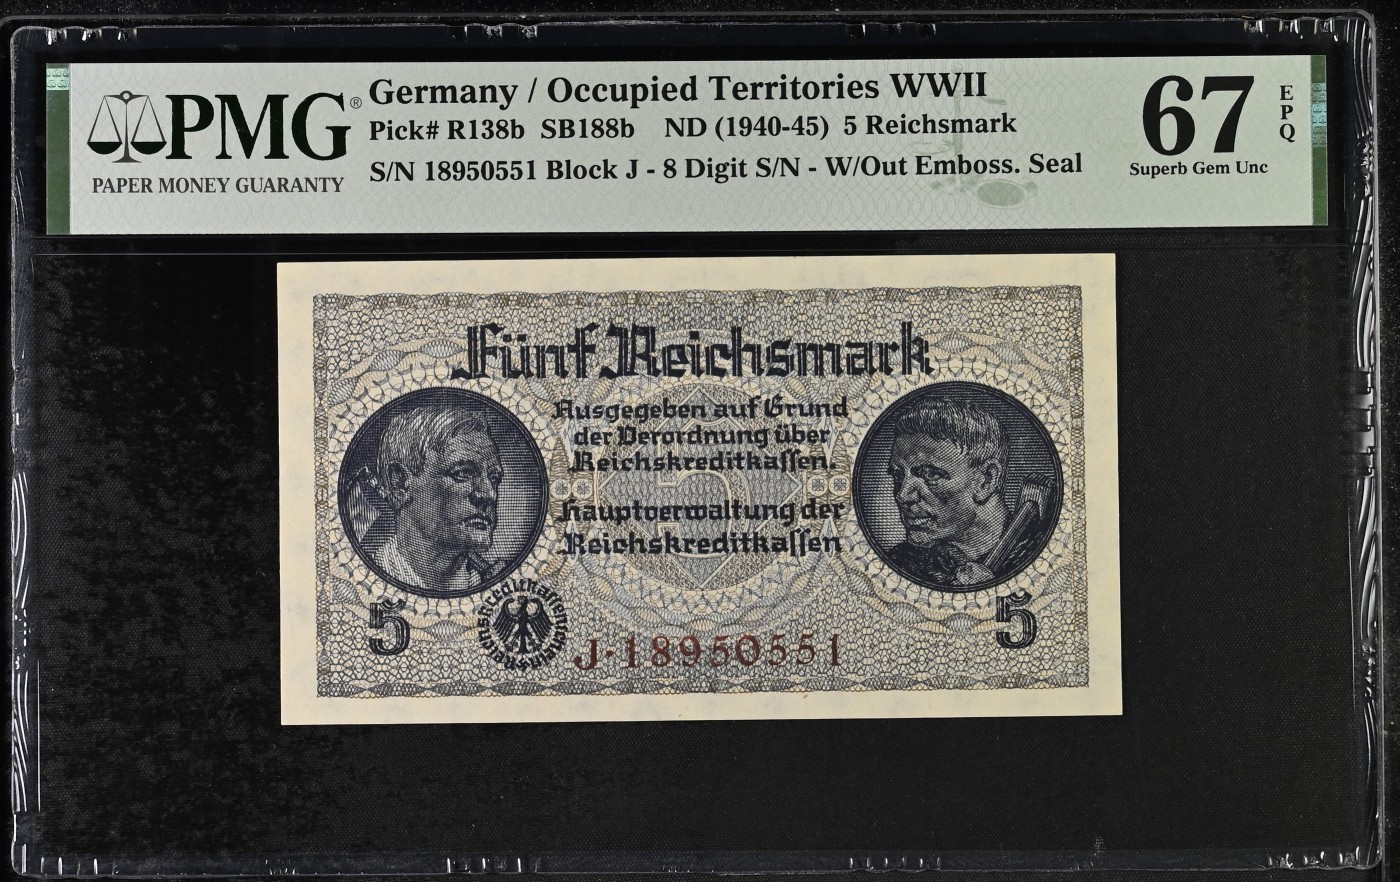 PMG®
PAPER MONEY GUARANTY
Germany / Occupied Territories WWII
Pick# R138b SB188b ND (1940-45) 5 Reichsmark
S/N 18950551 Block J - 8 Digit S/N - W/Out Emboss. Seal
67
EPQ
Superb Gem Unc
Fünf Reichsmark
Ausgegeben auf Grund
der Verordnung über
Reichskreditkassen.
Hauptverwaltung der
Reichskreditkassen
5
5
5
Reichskreditkassenschein
J·18950551